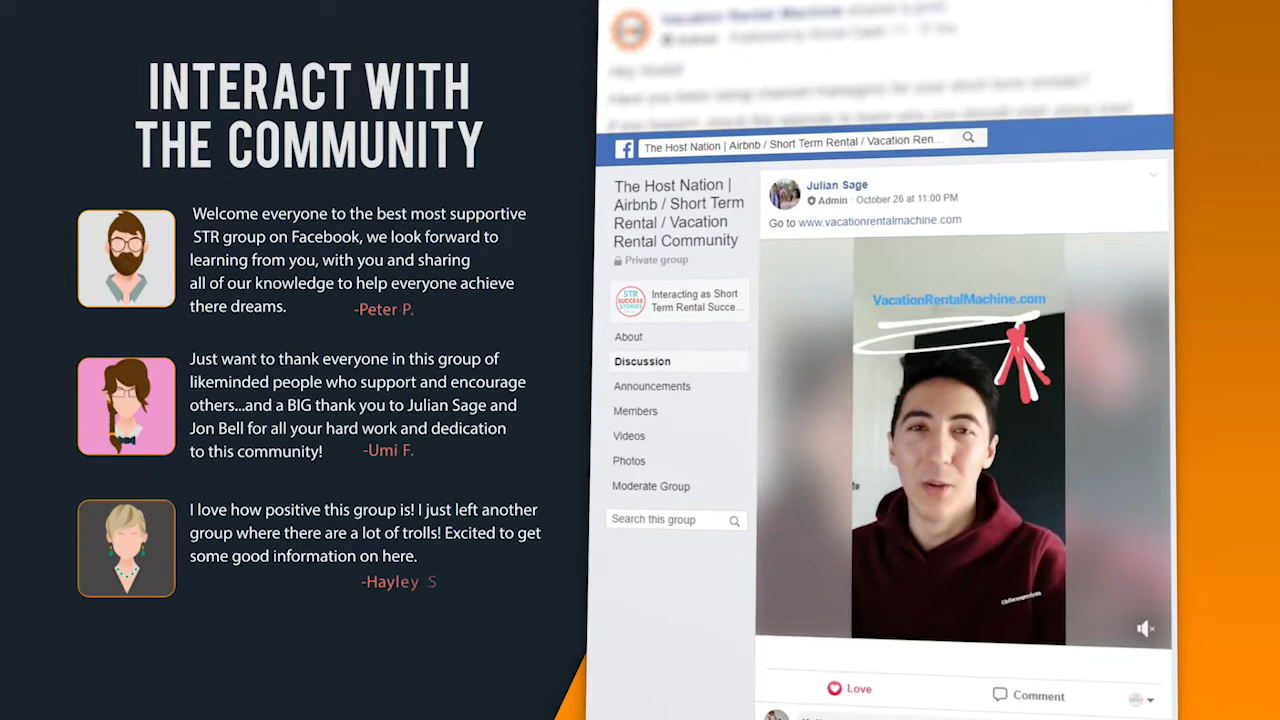 INTERACT WITH
THE COMMUNITY
Welcome everyone to the best most supportive
STR group on Facebook, we look forward to
learning from you, with you and sharing
all of our knowledge to help everyone achieve
there dreams.
-Peter P.
Just want to thank everyone in this group of
likeminded people who support and encourage
others...and a BIG thank you to Julian Sage and
Jon Bell for all your hard work and dedication
to this community!
-Umi F.
I love how positive this group is! I just left another
group where there are a lot of trolls! Excited to get
some good information on here.
-Hayley S
Vacation Rental Machine
The Host Nation | Airbnb / Short Term Rental / Vacation Ren...
The Host Nation |
Airbnb / Short Term
Rental / Vacation
Rental Community
Private group
STR
SUCCESS
STORIES
Interacting as Short
Term Rental Succe...
About
Discussion
Announcements
Members
Videos
Photos
Moderate Group
Search this group
Julian Sage
Admin · October 26 at 11:00 PM
Go to www.vacationrentalmachine.com
VacationRentalMachine.com
Love
Comment